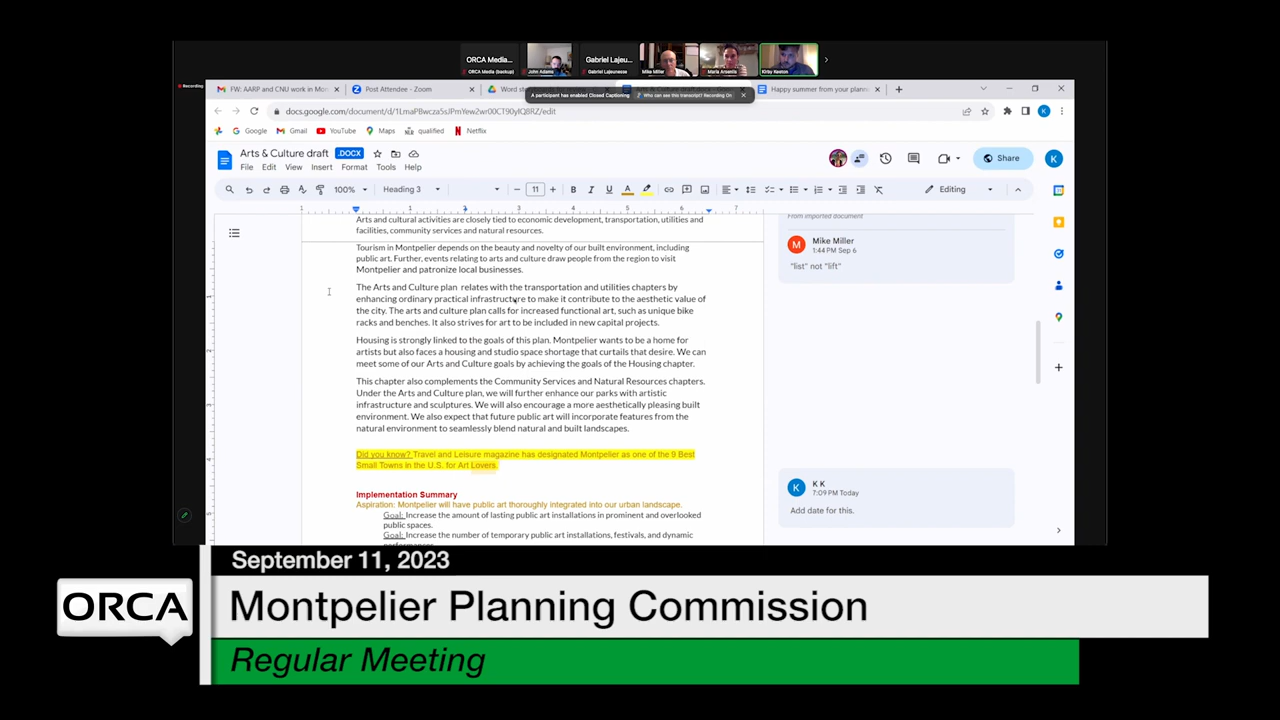 ORCA Media...
Gabriel Lajeu...
ORCA Media (backup)
John Adams
Gabriel Lajeunesse
Mike Miller
Maria Arsenlis
Kirby Keeton
Recording
FW: AARP and CNU work in Mon
Post Attendee - Zoom
Happy summer from your plann
A participant has enabled Closed Captioning
Who can see this transcript? Recording On
docs.google.com/document/d/
Google
Gmail
YouTube
Maps
qualified
Netflix
Arts & Culture draft
.DOCX
File Edit View Insert Format Tools Help
Share
K
100%
Heading 3
11
Editing
Arts and cultural activities are closely tied to economic development, transportation, utilities and
facilities, community services and natural resources.
Tourism in Montpelier depends on the beauty and novelty of our built environment, including
public art. Further, events relating to arts and culture draw people from the region to visit
Montpelier and patronize local businesses.
The Arts and Culture plan relates with the transportation and utilities chapters by
enhancing ordinary practical infrastructure to make it contribute to the aesthetic value of
the city. The arts and culture plan calls for increased functional art, such as unique bike
racks and benches. It also strives for art to be included in new capital projects.
Housing is strongly linked to the goals of this plan. Montpelier wants to be a home for
artists but also faces a housing and studio space shortage that curtails that desire. We can
meet some of our Arts and Culture goals by achieving the goals of the Housing chapter.
This chapter also complements the Community Services and Natural Resources chapters.
Under the Arts and Culture plan, we will further enhance our parks with artistic
infrastructure and sculptures. We will also encourage a more aesthetically pleasing built
environment. We also expect that future public art will incorporate features from the
natural environment to seamlessly blend natural and built landscapes.
Did you know? Travel and Leisure magazine has designated Montpelier as one of the 9 Best
Small Towns in the U.S. for Art Lovers.
Implementation Summary
Aspiration: Montpelier will have public art thoroughly integrated into our urban landscape.
Goal: Increase the amount of lasting public art installations in prominent and overlooked
public spaces.
Goal: Increase the number of temporary public art installations, festivals, and dynamic
From imported document
M
Mike Miller
1:44 PM Sep 6
"list" not "lift"
K
K K
7:09 PM Today
Add date for this.
September 11, 2023
ORCA
Montpelier Planning Commission
Regular Meeting